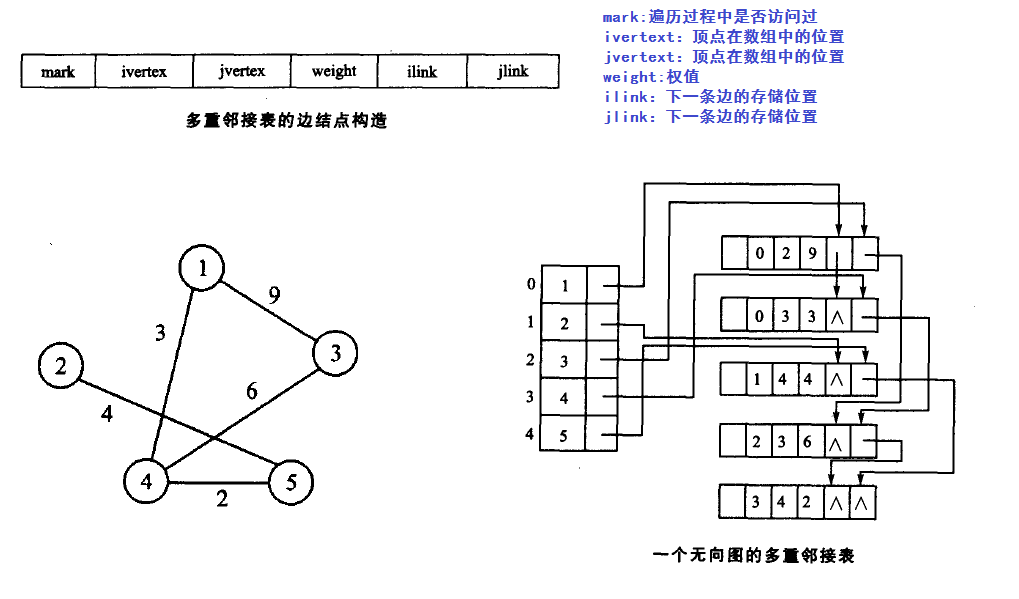 mark:遍历过程中是否访问过
ivertext: 顶点在数组中的位置
jvertext: 顶点在数组中的位置
weight:权值
ilink: 下一条边的存储位置
jlink: 下一条边的存储位置
mark ivertex jvertex weight ilink jlink
多重邻接表的边结点构造
1
9
3
3
2
6
4
4
5
2
0 1
1 2
2 3
3 4
4 5
0 2 9
0 3 3 ∧
1 4 4 ∧
2 3 6 ∧
3 4 2 ∧ ∧
一个无向图的多重邻接表